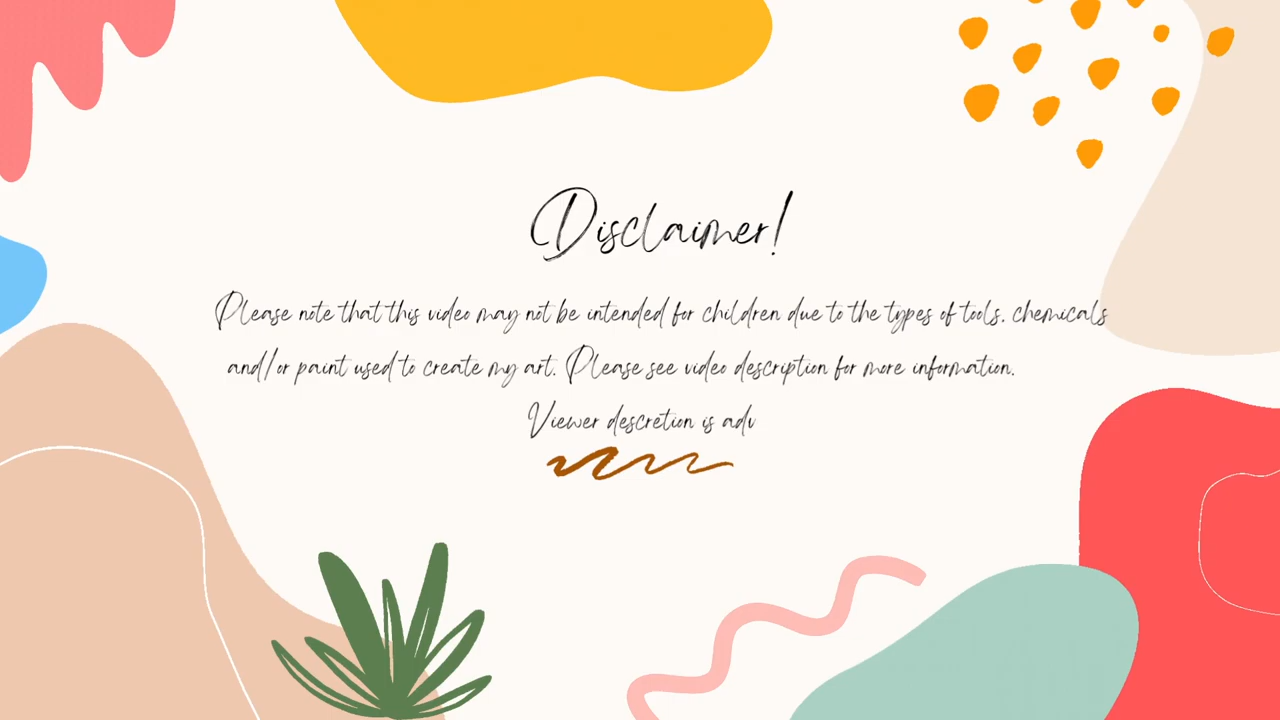 Disclaimer!
Please note that this video may not be intended for children due to the types of tools, chemicals
and/or paint used to create my art. Please see video description for more information.
Viewer descretion is adv